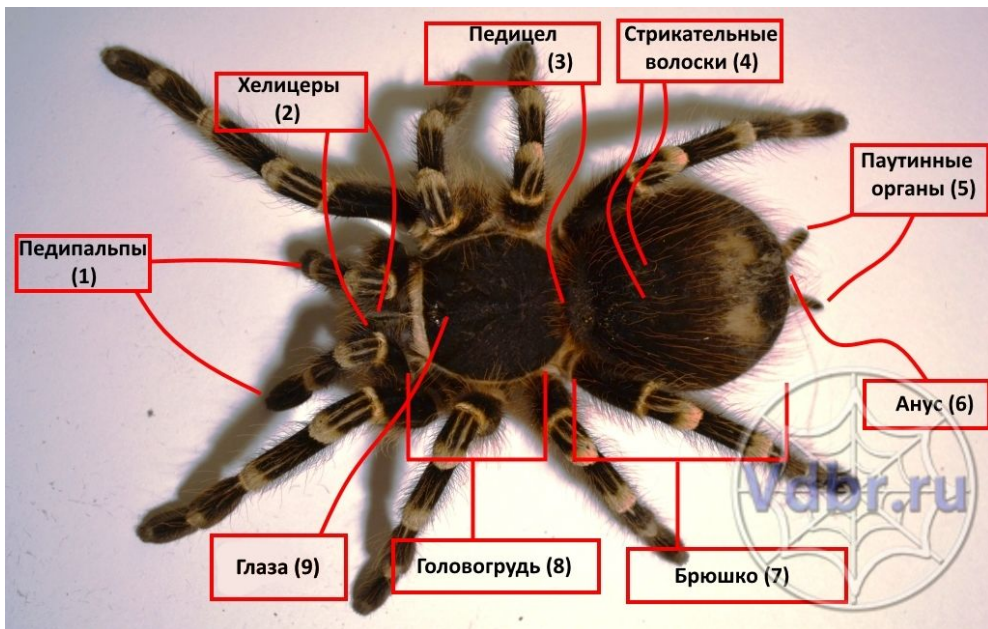 Педицел
(3)
Стрикательные
волоски (4)
Хелицеры
(2)
Паутинные
органы (5)
Педипальпы
(1)
Анус (6)
Vdbr.ru
Глаза (9)
Головогрудь (8)
Брюшко (7)